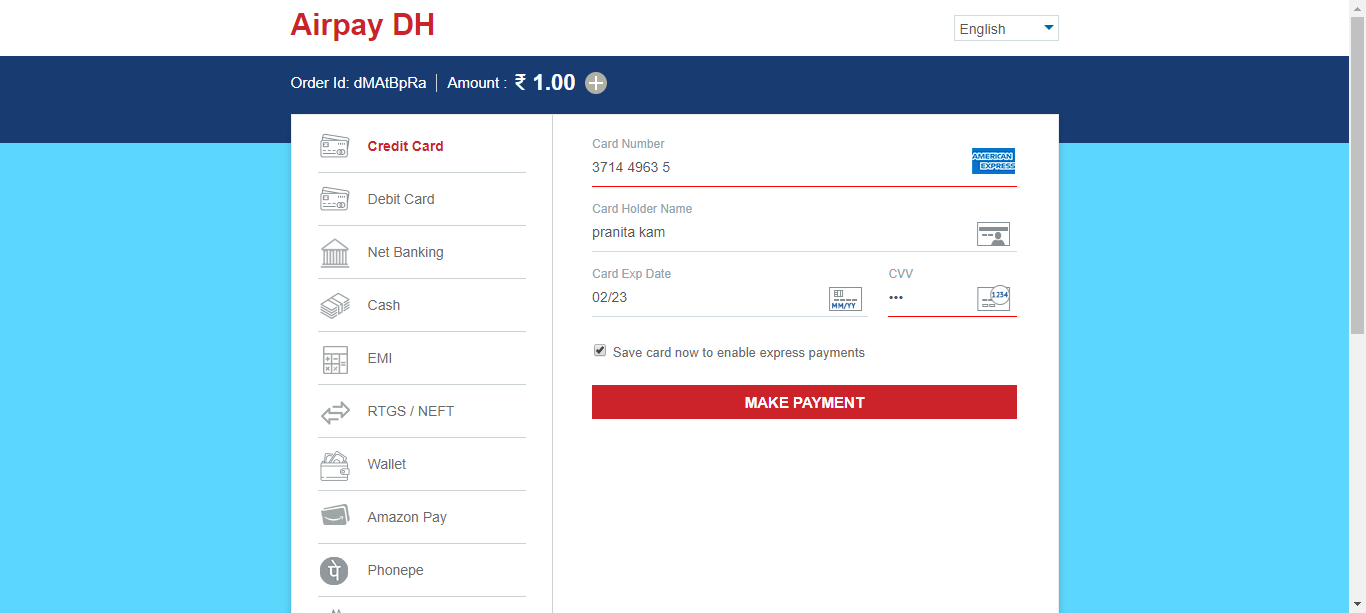 Airpay DH
English
Order Id: dMAtBpRa
Amount : ₹ 1.00
Credit Card
Debit Card
Net Banking
Cash
EMI
RTGS / NEFT
Wallet
Amazon Pay
Phonepe
Card Number
3714 4963 5
AMERICAN
EXPRESS
Card Holder Name
pranita kam
Card Exp Date
02/23
MM/YY
CVV
•••
1234
Save card now to enable express payments
MAKE PAYMENT